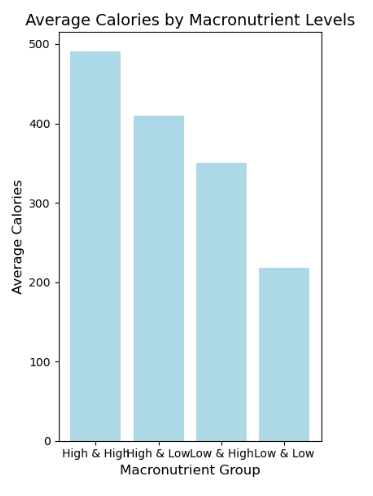 Average Calories by Macronutrient Levels
500
400
300
200
100
0
Average Calories
High & High High & Low Low & High Low & Low
Macronutrient Group